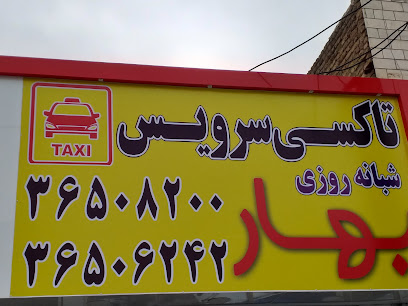 تاکسی سرویس
TAXI
شبانه روزی
بهار
۳۶۵۰۸۲۰۰
۳۶۵۰۶۲۴۲